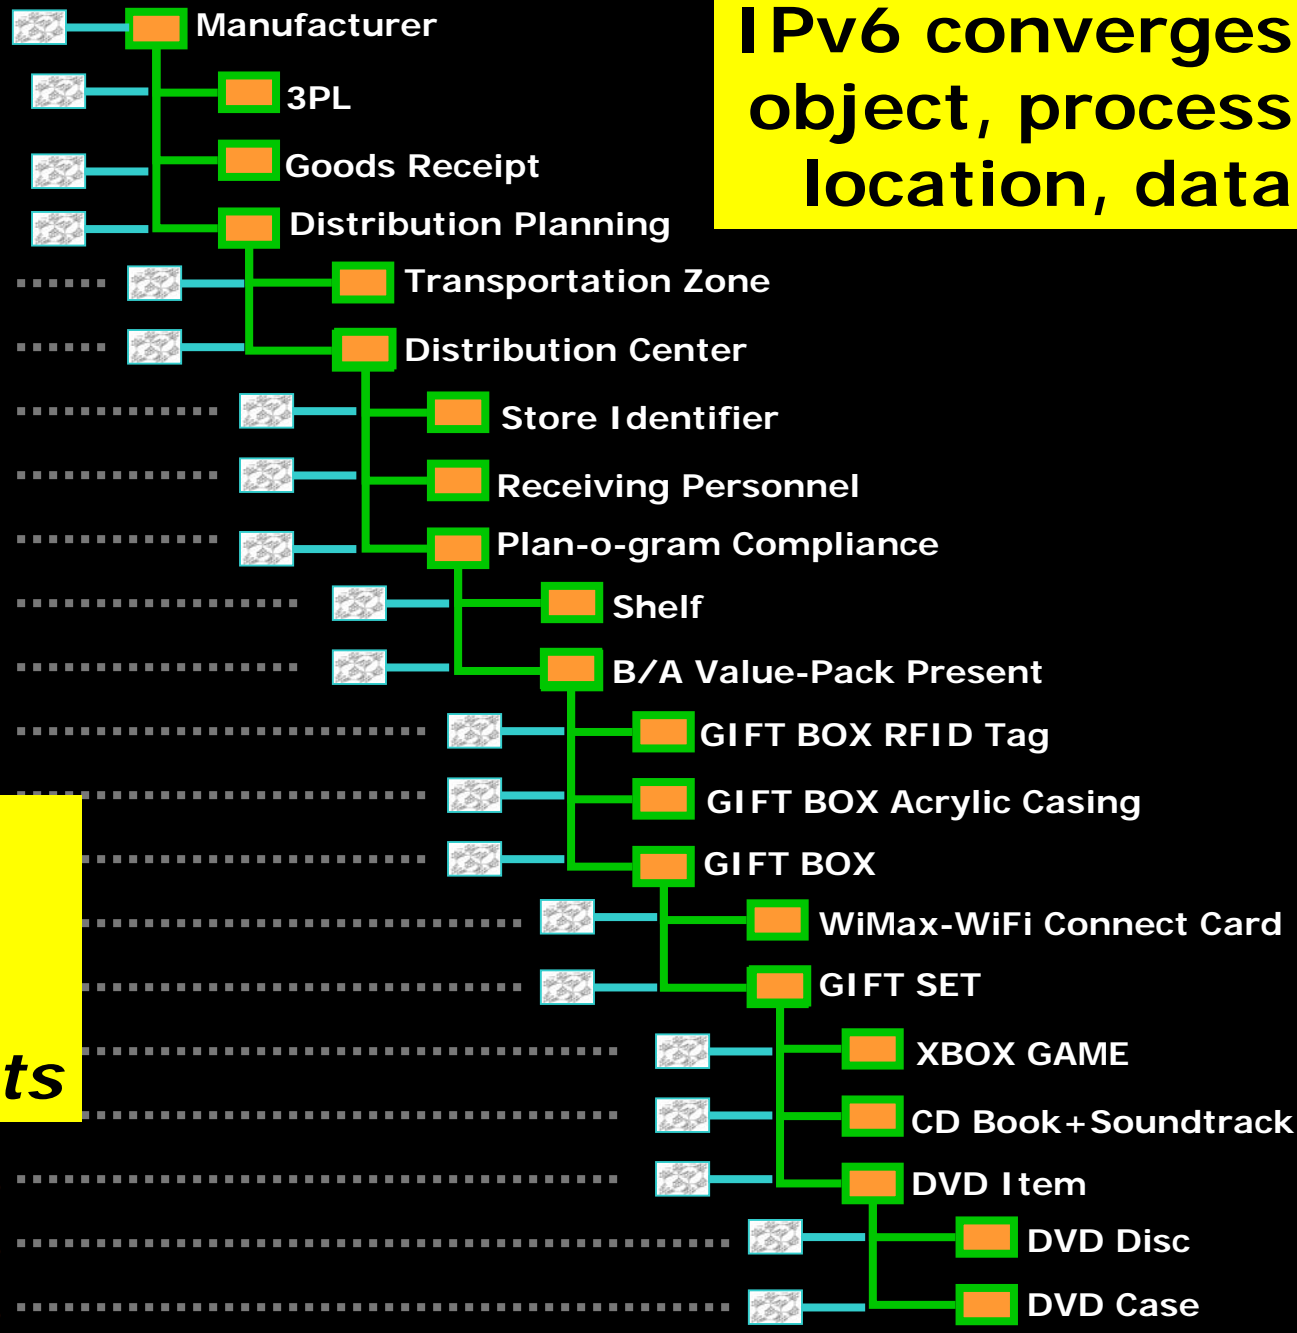 Manufacturer
IPv6 converges
object, process
location, data
3PL
Goods Receipt
Distribution Planning
Transportation Zone
Distribution Center
Store Identifier
Receiving Personnel
Plan-o-gram Compliance
Shelf
B/A Value-Pack Present
GIFT BOX RFID Tag
GIFT BOX Acrylic Casing
GIFT BOX
WiMax-WiFi Connect Card
GIFT SET
XBOX GAME
ts
CD Book+Soundtrack
DVD Item
DVD Disc
DVD Case